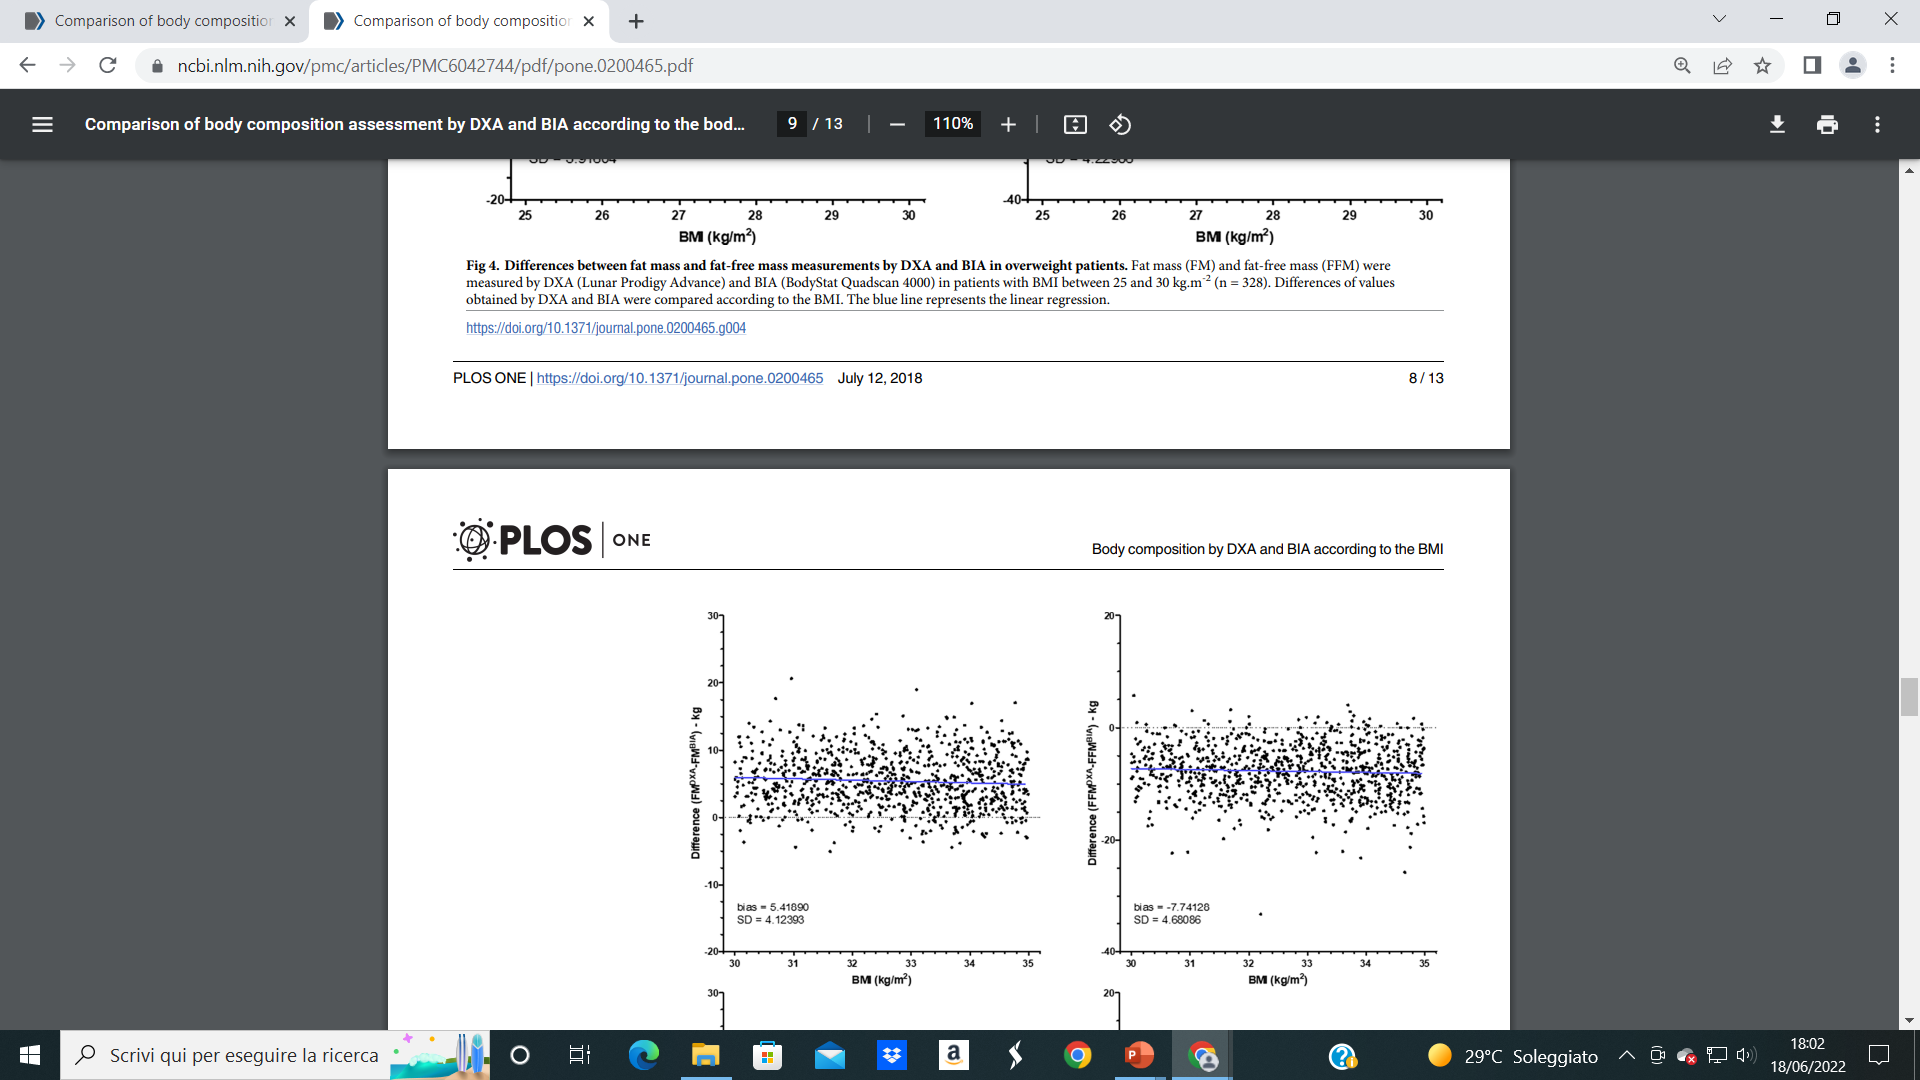 Comparison of body composition
Comparison of body composition
ncbi.nlm.nih.gov/pmc/articles/PMC6042744/pdf/pone.0200465.pdf
Comparison of body composition assessment by DXA and BIA according to the bod...
9 / 13
110%
-20
25 26 27 28 29 30
BMI (kg/m²)
-40
25 26 27 28 29 30
BMI (kg/m²)
Fig 4. Differences between fat mass and fat-free mass measurements by DXA and BIA in overweight patients. Fat mass (FM) and fat-free mass (FFM) were
measured by DXA (Lunar Prodigy Advance) and BIA (BodyStat Quadscan 4000) in patients with BMI between 25 and 30 kg.m⁻² (n = 328). Differences of values
obtained by DXA and BIA were compared according to the BMI. The blue line represents the linear regression.
https://doi.org/10.1371/journal.pone.0200465.g004
PLOS ONE | https://doi.org/10.1371/journal.pone.0200465 July 12, 2018
8 / 13
PLOS ONE
Body composition by DXA and BIA according to the BMI
30
20
10
0
-10
-20
Difference (FMDXA-FMBIA) - kg
bias = 5.41890
SD = 4.12393
30 31 32 33 34 35
BMI (kg/m²)
20
0
-20
-40
Difference (FFMDXA-FFMBIA) - kg
bias = -7.74128
SD = 4.68086
30 31 32 33 34 35
BMI (kg/m²)
30
20
Scrivi qui per eseguire la ricerca
29°C Soleggiato
18:02
18/06/2022